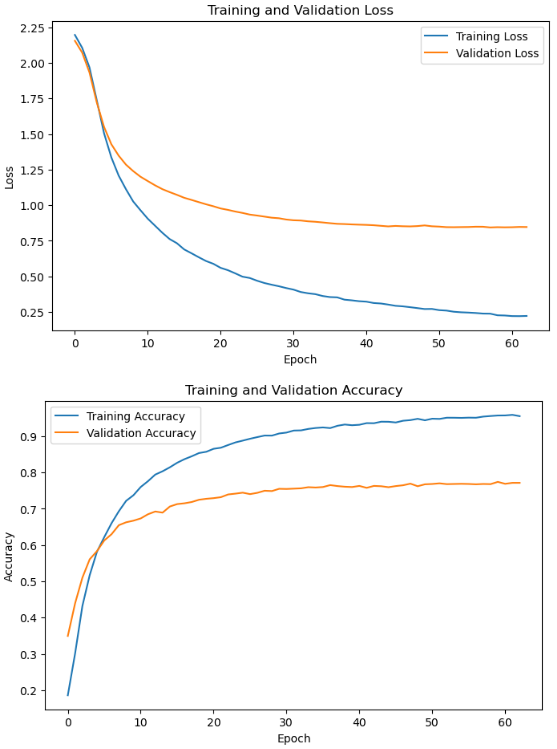 Training and Validation Loss
2.25
2.00
1.75
1.50
1.25
1.00
0.75
0.50
0.25
Loss
Training Loss
Validation Loss
0 10 20 30 40 50 60
Epoch
Training and Validation Accuracy
0.9
0.8
0.7
0.6
0.5
0.4
0.3
0.2
Accuracy
Training Accuracy
Validation Accuracy
0 10 20 30 40 50 60
Epoch